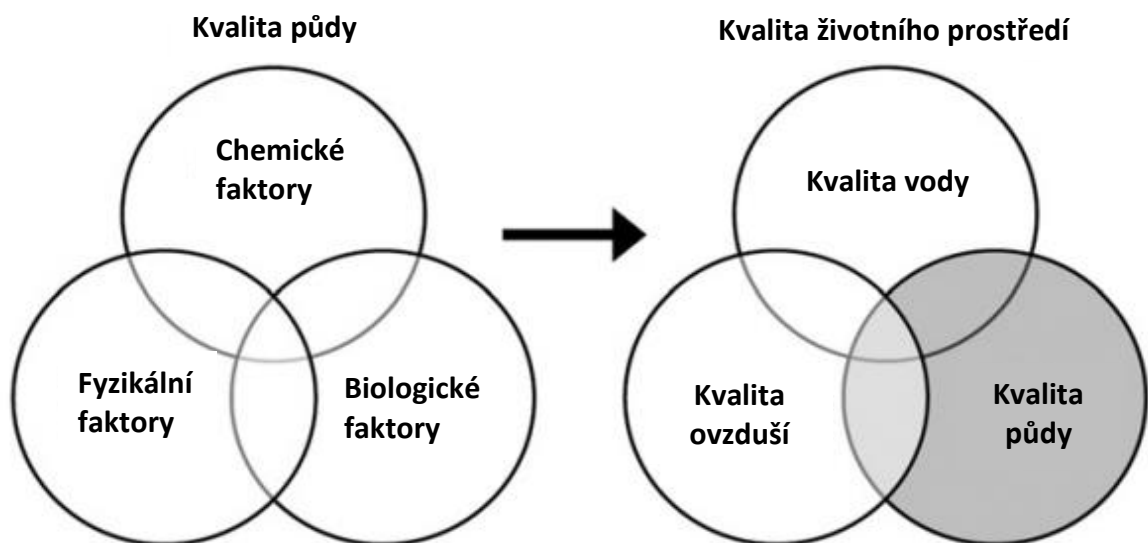 Kvalita půdy
Chemické
faktory
Fyzikální
faktory
Biologické
faktory
Kvalita životního prostředí
Kvalita vody
Kvalita
ovzduší
Kvalita
půdy